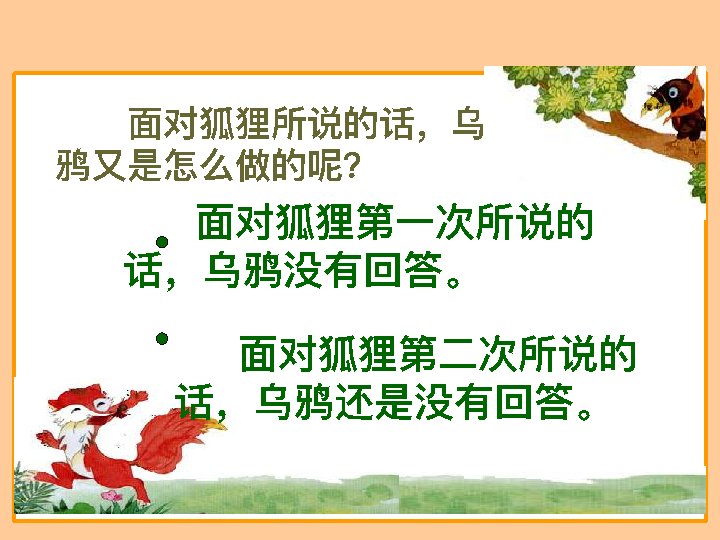 面对狐狸所说的话，乌
鸦又是怎么做的呢?
面对狐狸第一次所说的
话，乌鸦没有回答。
面对狐狸第二次所说的
话，乌鸦还是没有回答。